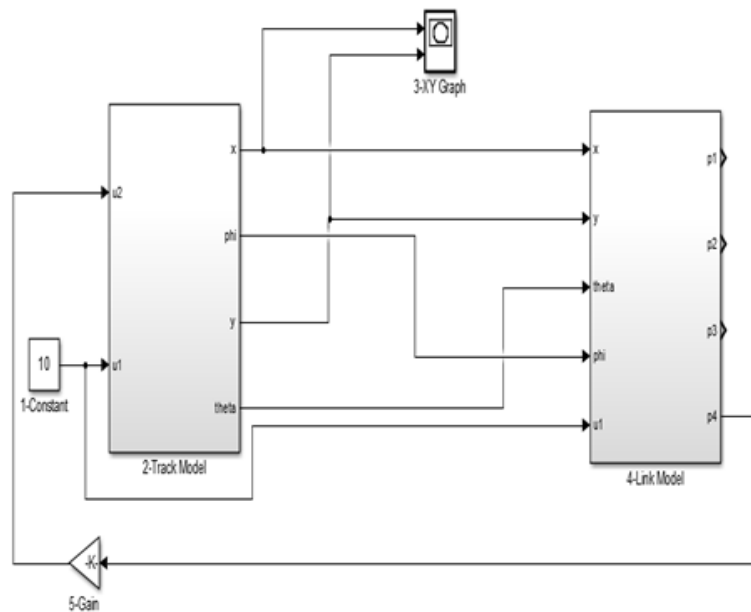 3-XY Graph
x
phi
y
theta
u2
u1
2-Track Model
10
1-Constant
x
y
theta
phi
u1
p1
p2
p3
p4
4-Link Model
-K-
5-Gain